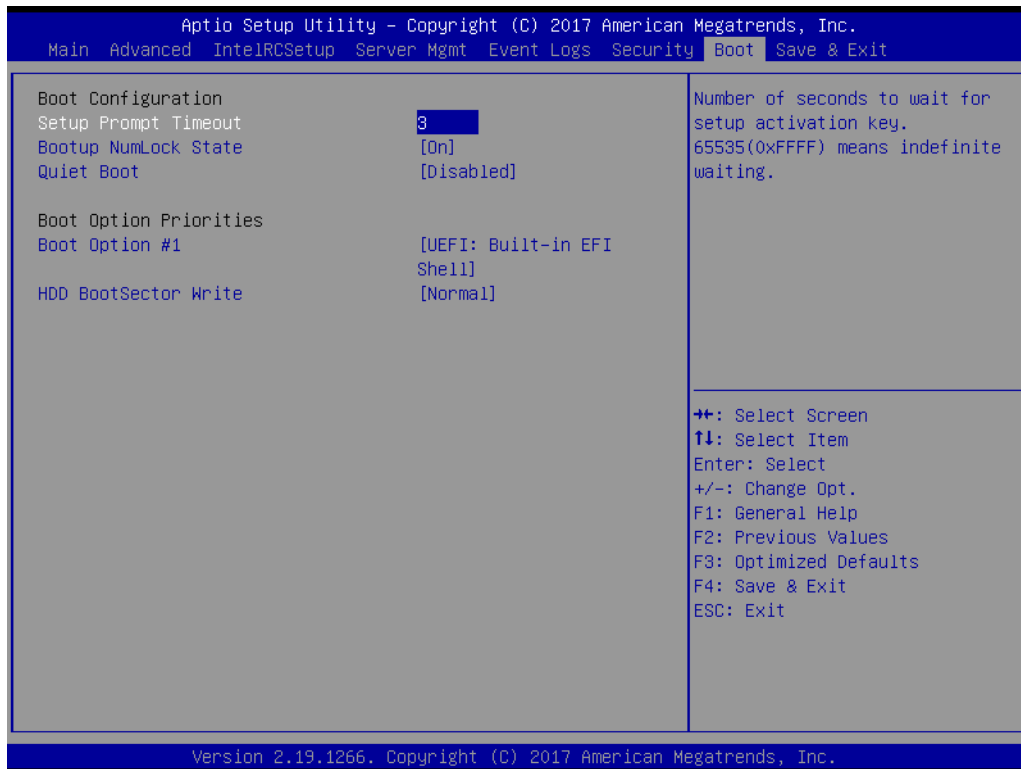 Aptio Setup Utility – Copyright (C) 2017 American Megatrends, Inc.
Main Advanced IntelRCSetup Server Mgmt Event Logs Security Boot Save & Exit
Boot Configuration
Setup Prompt Timeout 3
Bootup NumLock State [On]
Quiet Boot [Disabled]
Boot Option Priorities
Boot Option #1 [UEFI: Built-in EFI
Shell]
HDD BootSector Write [Normal]
Number of seconds to wait for
setup activation key.
65535(0xFFFF) means indefinite
waiting.
→←: Select Screen
↑↓: Select Item
Enter: Select
+/-: Change Opt.
F1: General Help
F2: Previous Values
F3: Optimized Defaults
F4: Save & Exit
ESC: Exit
Version 2.19.1266. Copyright (C) 2017 American Megatrends, Inc.